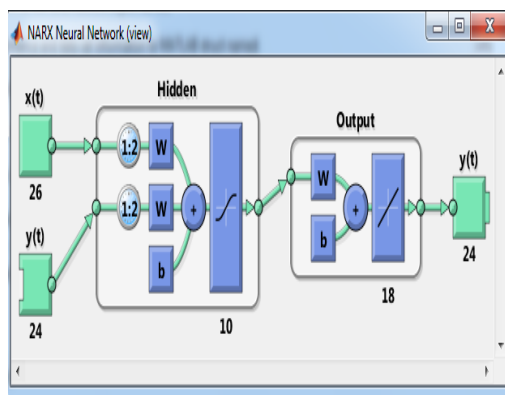 NARX Neural Network (view)
Hidden
x(t)
Output
1:2
W
y(t)
W
26
1:2
W
+
+
y(t)
b
b
24
24
18
10